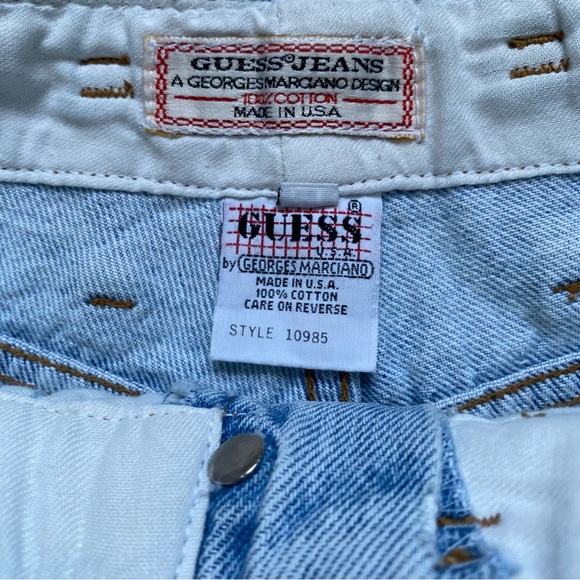 GUESS® JEANS
A GEORGES MARCIANO DESIGN
100% COTTON
MADE IN U.S.A
®
GUESS
U.S.A.
by GEORGES MARCIANO
MADE IN U.S.A.
100% COTTON
CARE ON REVERSE
STYLE 10985